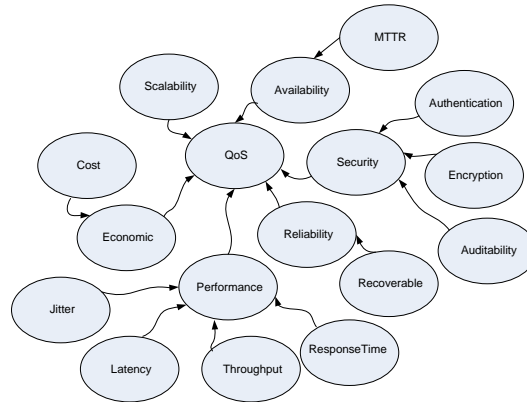 MTTR
Scalability
Availability
Authentication
QoS
Security
Cost
Encryption
Economic
Reliability
Auditability
Performance
Recoverable
Jitter
ResponseTime
Latency
Throughput